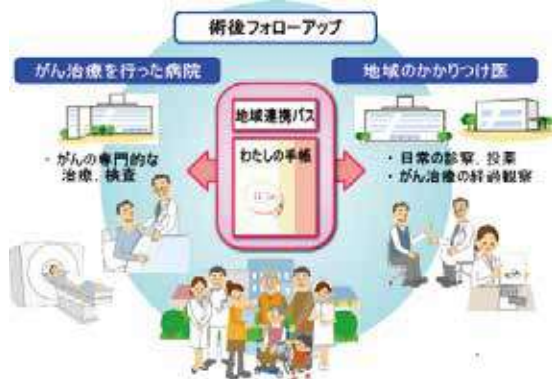 術後フォローアップ
がん治療を行った病院
地域のかかりつけ医
地域連携パス
わたしの手帳
・がんの専門的な
治療、検査
・日常の診察、投薬
・がん治療の経過観察